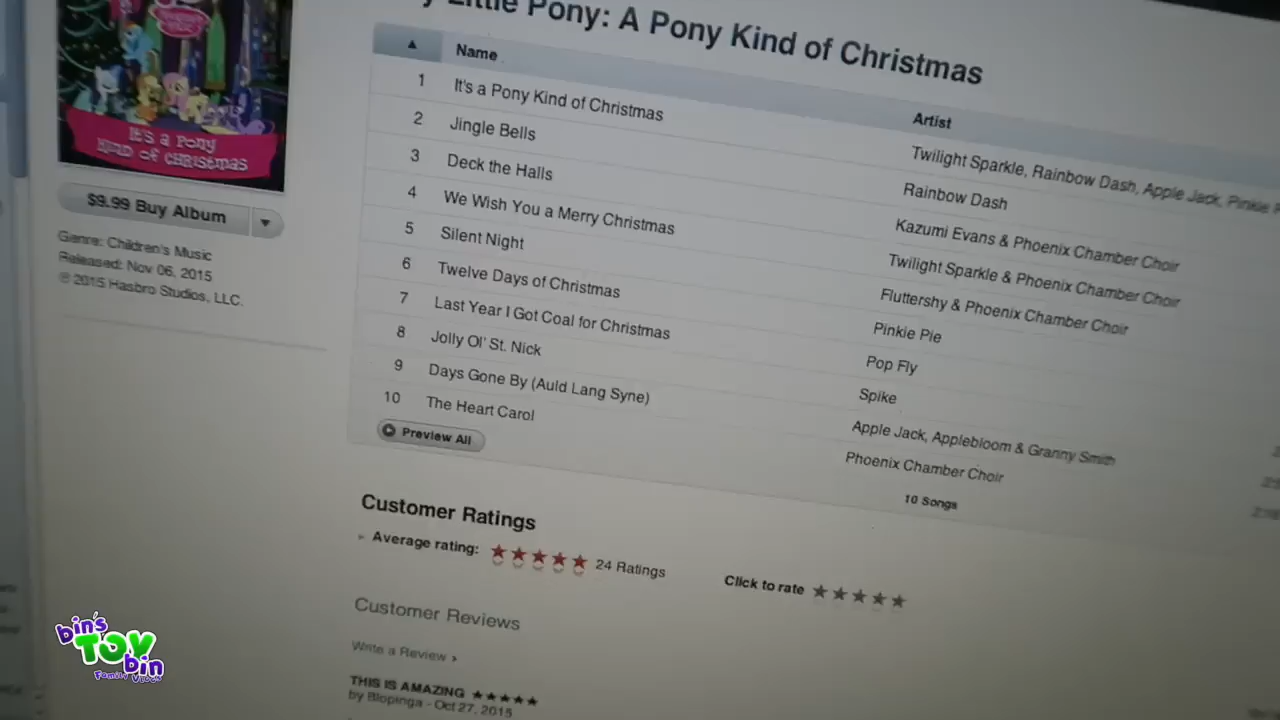 Little Pony: A Pony Kind of Christmas
Name
Artist
1 It's a Pony Kind of Christmas Twilight Sparkle, Rainbow Dash, Apple Jack, Pinkie
2 Jingle Bells Rainbow Dash
3 Deck the Halls Kazumi Evans & Phoenix Chamber Choir
4 We Wish You a Merry Christmas Twilight Sparkle & Phoenix Chamber Choir
5 Silent Night Fluttershy & Phoenix Chamber Choir
6 Twelve Days of Christmas Pinkie Pie
7 Last Year I Got Coal for Christmas Pop Fly
8 Jolly Ol' St. Nick Spike
9 Days Gone By (Auld Lang Syne) Apple Jack, Applebloom & Granny Smith
10 The Heart Carol Phoenix Chamber Choir
Preview All
10 Songs
It's a Pony
Kind of Christmas
$9.99 Buy Album
Genre: Children's Music
Released: Nov 06, 2015
℗ 2015 Hasbro Studios, LLC.
Customer Ratings
Average rating: ★★★★★ 24 Ratings
Click to rate ★★★★★
Customer Reviews
Write a Review >
THIS IS AMAZING ★★★★★
by Blopinga - Oct 27, 2015
bin's
TOY
bin
Family Vlogs